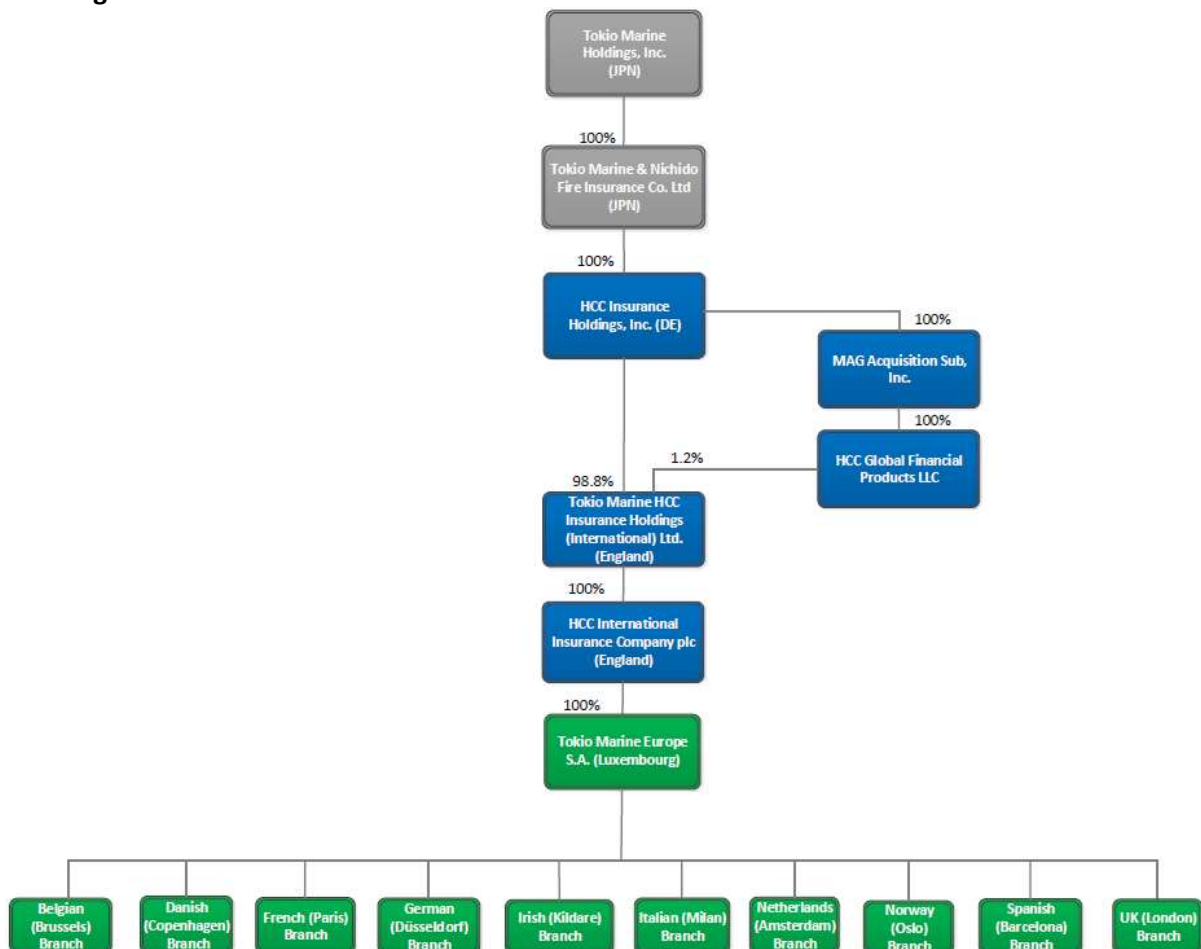 Tokio Marine
Holdings, Inc.
(JPN)
100%
Tokio Marine & Nichido
Fire Insurance Co. Ltd
(JPN)
100%
HCC Insurance
Holdings, Inc. (DE)
100%
MAG Acquisition Sub,
Inc.
100%
HCC Global Financial
Products LLC
1.2%
98.8%
Tokio Marine HCC
Insurance Holdings
(International) Ltd.
(England)
100%
HCC International
Insurance Company plc
(England)
100%
Tokio Marine Europe
S.A. (Luxembourg)
Belgian
(Brussels)
Branch
Danish
(Copenhagen)
Branch
French (Paris)
Branch
German
(Düsseldorf)
Branch
Irish (Kildare)
Branch
Italian (Milan)
Branch
Netherlands
(Amsterdam)
Branch
Norway
(Oslo)
Branch
Spanish
(Barcelona)
Branch
UK (London)
Branch